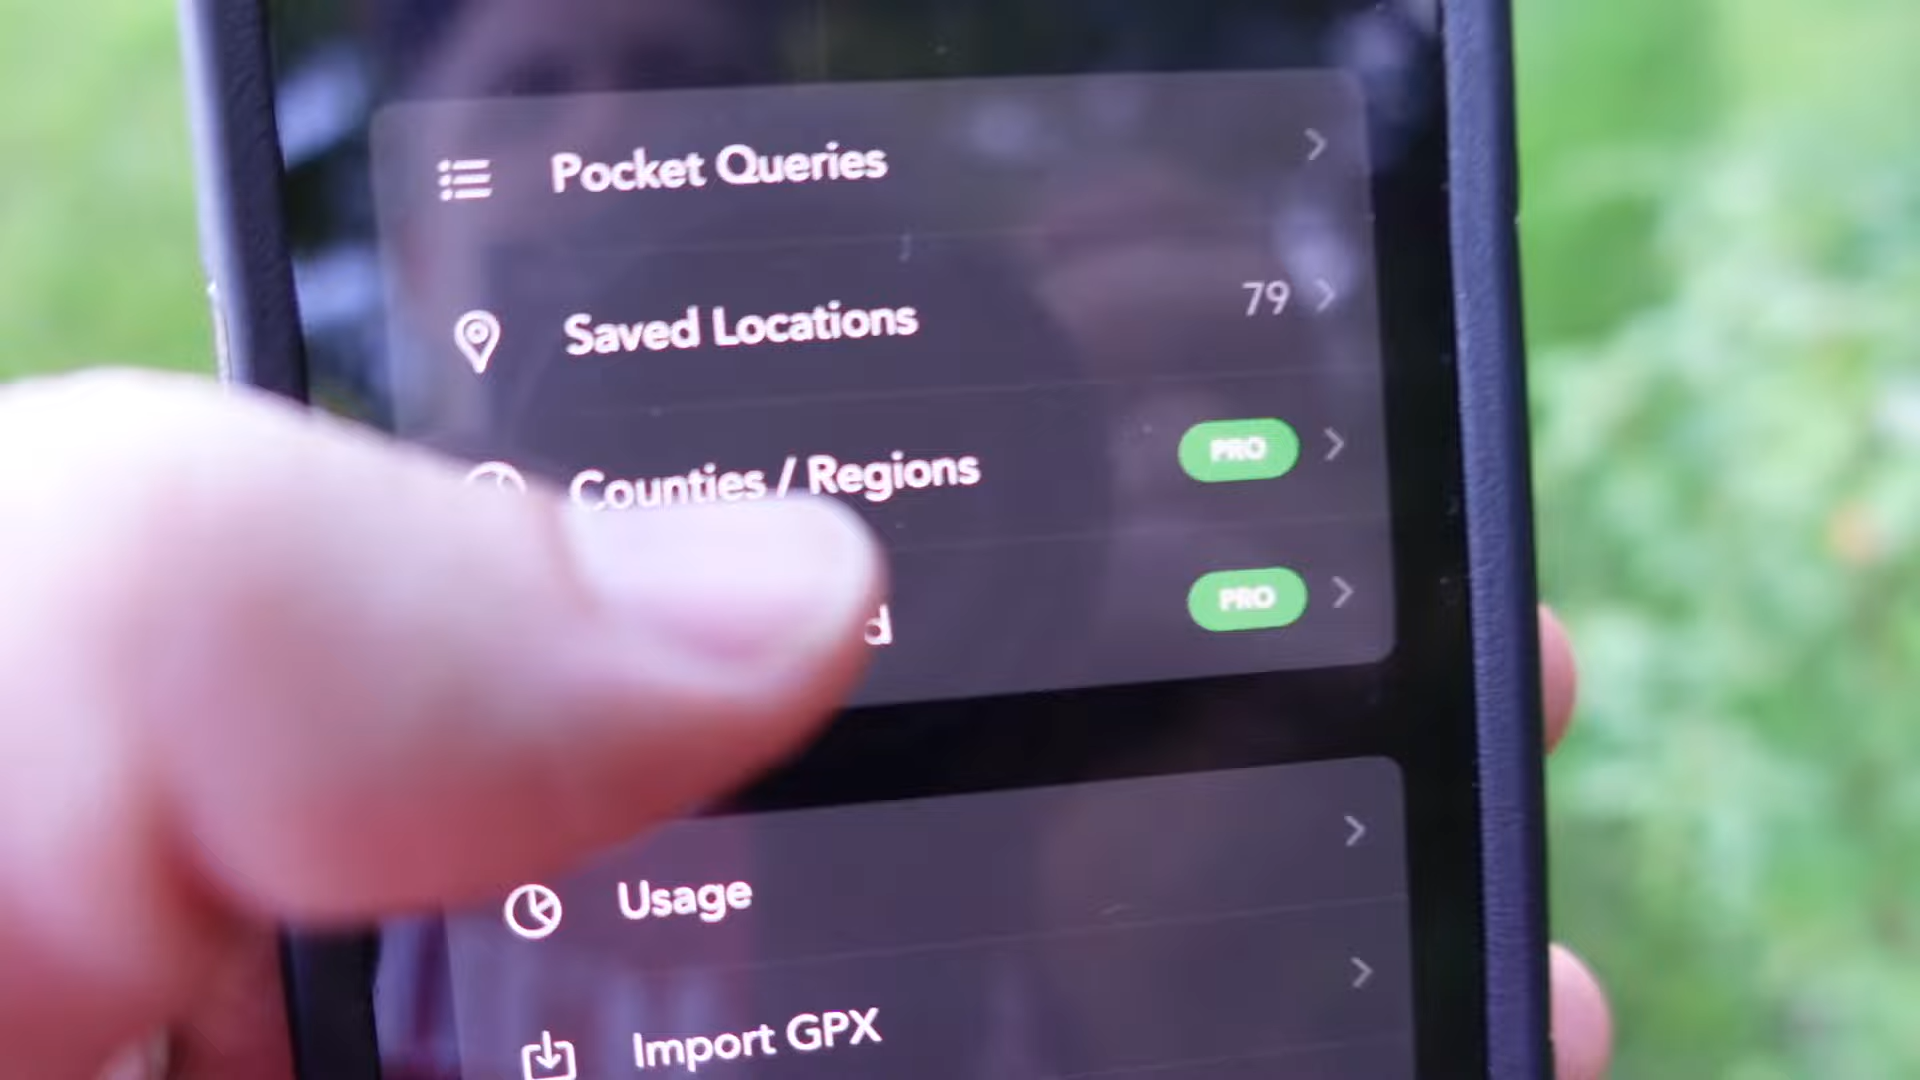 Pocket Queries
Saved Locations 79
Counties / Regions PRO
PRO
Usage
Import GPX